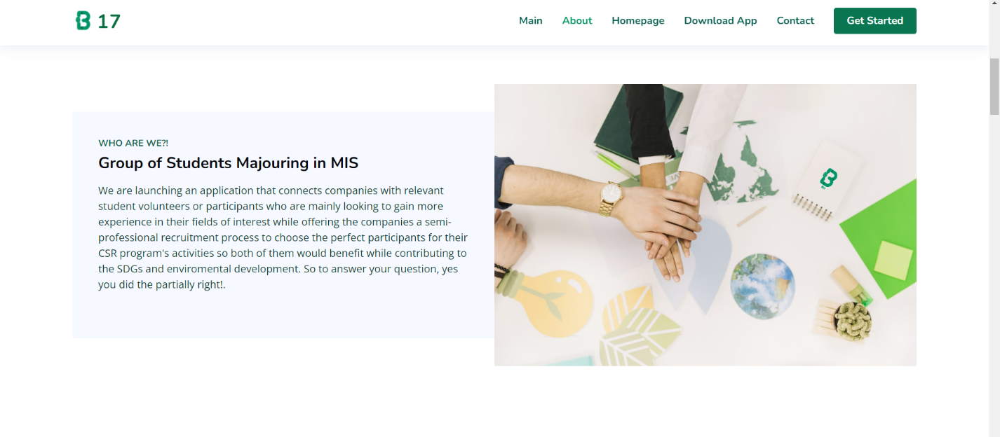 B 17
Main
About
Homepage
Download App
Contact
Get Started
WHO ARE WE?!
Group of Students Majouring in MIS
We are launching an application that connects companies with relevant
student volunteers or participants who are mainly looking to gain more
experience in their fields of interest while offering the companies a semi-
professional recruitment process to choose the perfect participants for their
CSR program's activities so both of them would benefit while contributing to
the SDGs and enviromental development. So to answer your question, yes
you did the partially right!.